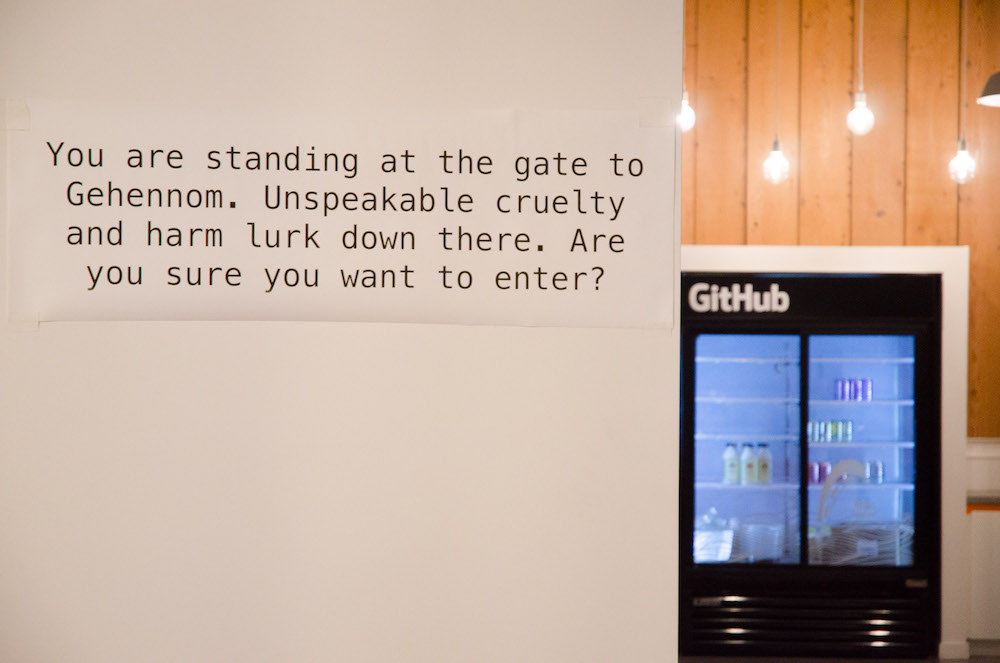 You are standing at the gate to
Gehennom. Unspeakable cruelty
and harm lurk down there. Are
you sure you want to enter?
GitHub